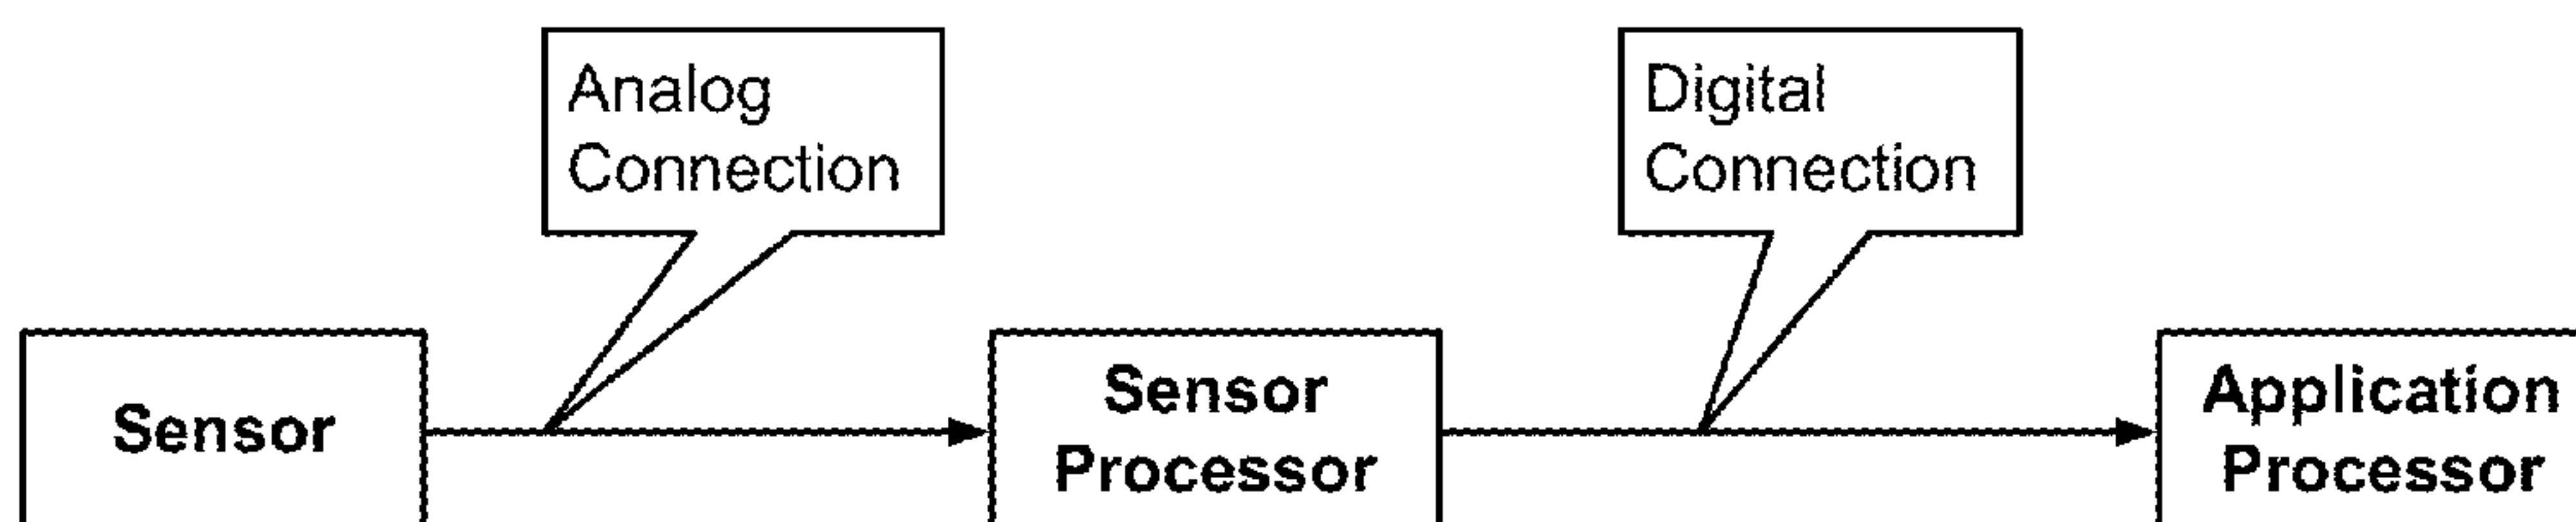 Analog
Connection
Digital
Connection
Sensor
Sensor
Processor
Application
Processor